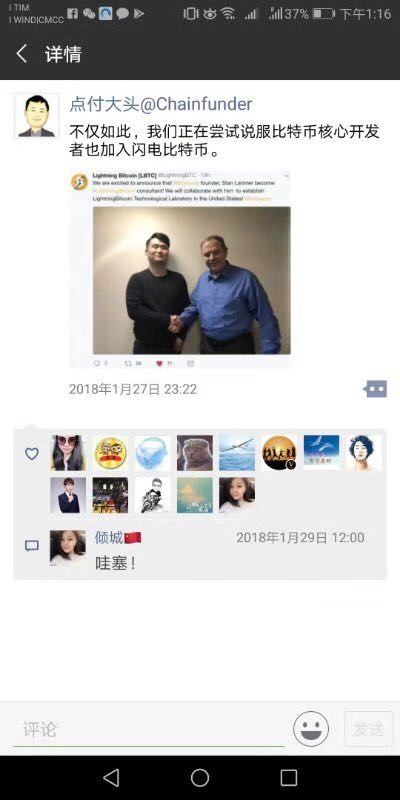 I TIM
I WIND|CMCC
37% 下午1:16
详情
点付大头@Chainfunder
不仅如此，我们正在尝试说服比特币核心开发
者也加入闪电比特币。
Lightning Bitcoin [LBTC] @LightningBTC · 19h
We are excited to announce that founder, Stan Larimer become
consultant! We will collaborate with him to establish
LightningBitcoin Technological Labratory in the United States!
2018年1月27日 23:22
倾城🇨🇳
2018年1月29日 12:00
哇塞！
评论
发送